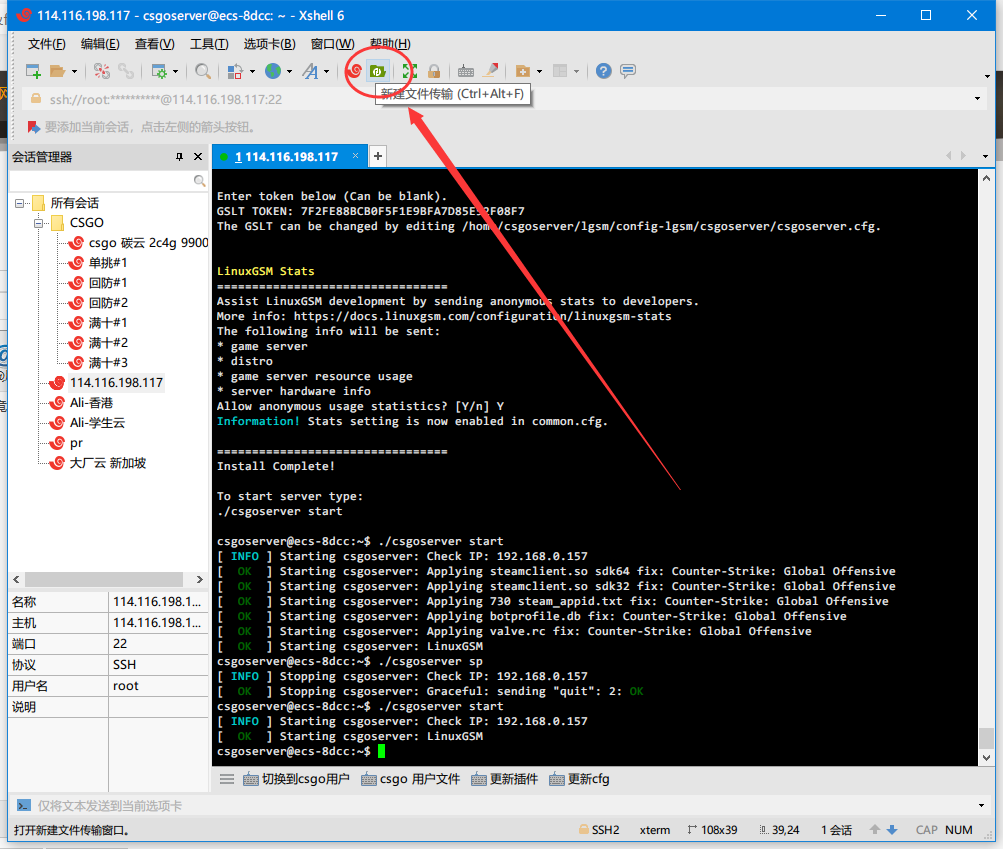 114.116.198.117 - csgoserver@ecs-8dcc: ~ - Xshell 6
文件(F) 编辑(E) 查看(V) 工具(T) 选项卡(B) 窗口(W) 帮助(H)
新建文件传输 (Ctrl+Alt+F)
ssh://root:**********@114.116.198.117:22
要添加当前会话，点击左侧的箭头按钮。
会话管理器
1 114.116.198.117
所有会话
CSGO
csgo 碳云 2c4g 9900
单挑#1
回防#1
回防#2
满十#1
满十#2
满十#3
114.116.198.117
Ali-香港
Ali-学生云
pr
大厂云 新加坡
名称 114.116.198.1...
主机 114.116.198.1...
端口 22
协议 SSH
用户名 root
说明
Enter token below (Can be blank).
GSLT TOKEN: 7F2FE88BCB0F5F1E9BFA7D85E 2F08F7
The GSLT can be changed by editing /home/csgoserver/lgsm/config-lgsm/csgoserver/csgoserver.cfg.
LinuxGSM Stats
=================================
Assist LinuxGSM development by sending anonymous stats to developers.
More info: https://docs.linuxgsm.com/configuration/linuxgsm-stats
The following info will be sent:
* game server
* distro
* game server resource usage
* server hardware info
Allow anonymous usage statistics? [Y/n] Y
Information! Stats setting is now enabled in common.cfg.
=================================
Install Complete!
To start server type:
./csgoserver start
csgoserver@ecs-8dcc:~$ ./csgoserver start
[ INFO ] Starting csgoserver: Check IP: 192.168.0.157
[ OK ] Starting csgoserver: Applying steamclient.so sdk64 fix: Counter-Strike: Global Offensive
[ OK ] Starting csgoserver: Applying steamclient.so sdk32 fix: Counter-Strike: Global Offensive
[ OK ] Starting csgoserver: Applying 730 steam_appid.txt fix: Counter-Strike: Global Offensive
[ OK ] Starting csgoserver: Applying botprofile.db fix: Counter-Strike: Global Offensive
[ OK ] Starting csgoserver: Applying valve.rc fix: Counter-Strike: Global Offensive
[ OK ] Starting csgoserver: LinuxGSM
csgoserver@ecs-8dcc:~$ ./csgoserver sp
[ INFO ] Stopping csgoserver: Check IP: 192.168.0.157
[ OK ] Stopping csgoserver: Graceful: sending "quit": 2: OK
csgoserver@ecs-8dcc:~$ ./csgoserver start
[ INFO ] Starting csgoserver: Check IP: 192.168.0.157
[ OK ] Starting csgoserver: LinuxGSM
csgoserver@ecs-8dcc:~$
切换到csgo用户 csgo 用户文件 更新插件 更新cfg
仅将文本发送到当前选项卡
打开新建文件传输窗口。 SSH2 xterm 108x39 39,24 1 会话 CAP NUM